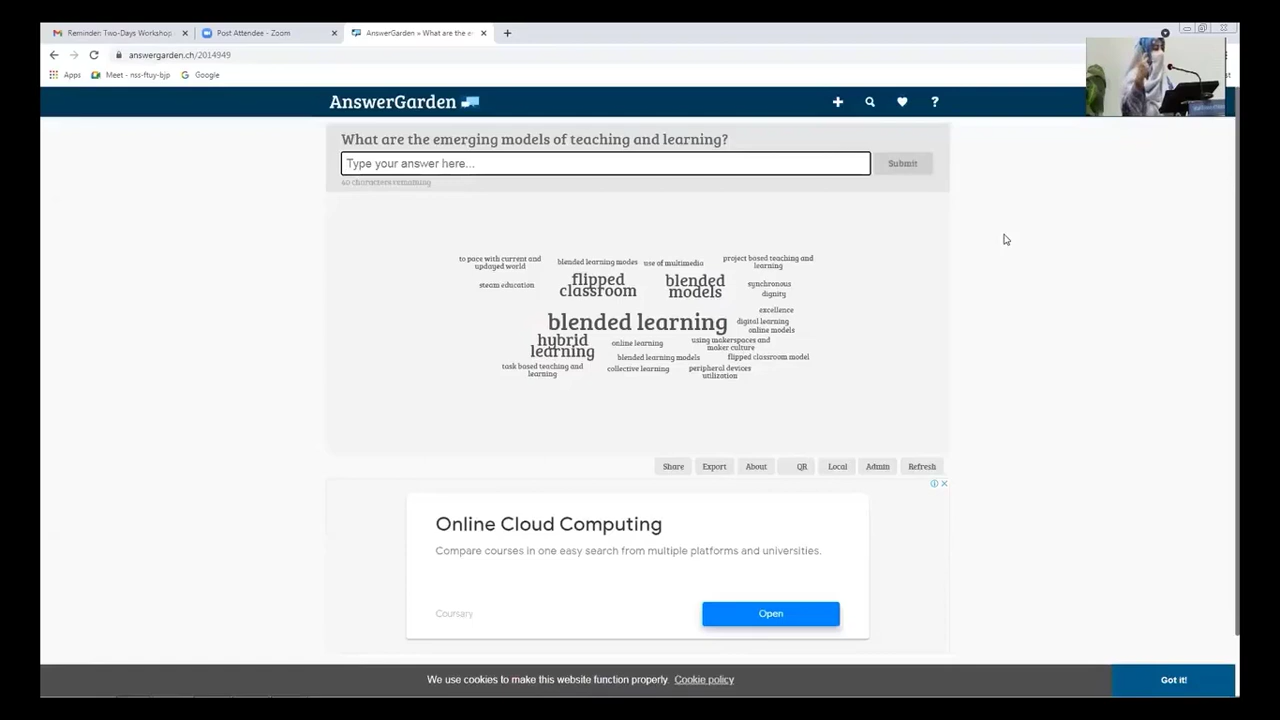 Reminder: Two-Days Workshop
Post Attendee - Zoom
AnswerGarden » What are the e
answergarden.ch/2014949
Apps
Meet - nss-ftuy-bjp
Google
AnswerGarden
What are the emerging models of teaching and learning?
Type your answer here...
Submit
40 characters remaining
to pace with current and
updayed world
blended learning modes
use of multimedia
project based teaching and
learning
steam education
flipped
classroom
blended
models
synchronous
dignity
excellence
blended learning
digital learning
online models
hybrid
learning
online learning
using makerspaces and
maker culture
blended learning models
flipped classroom model
task based teaching and
learning
collective learning
peripheral devices
utilization
Share
Export
About
QR
Local
Admin
Refresh
Online Cloud Computing
Compare courses in one easy search from multiple platforms and universities.
Coursary
Open
We use cookies to make this website function properly. Cookie policy
Got it!